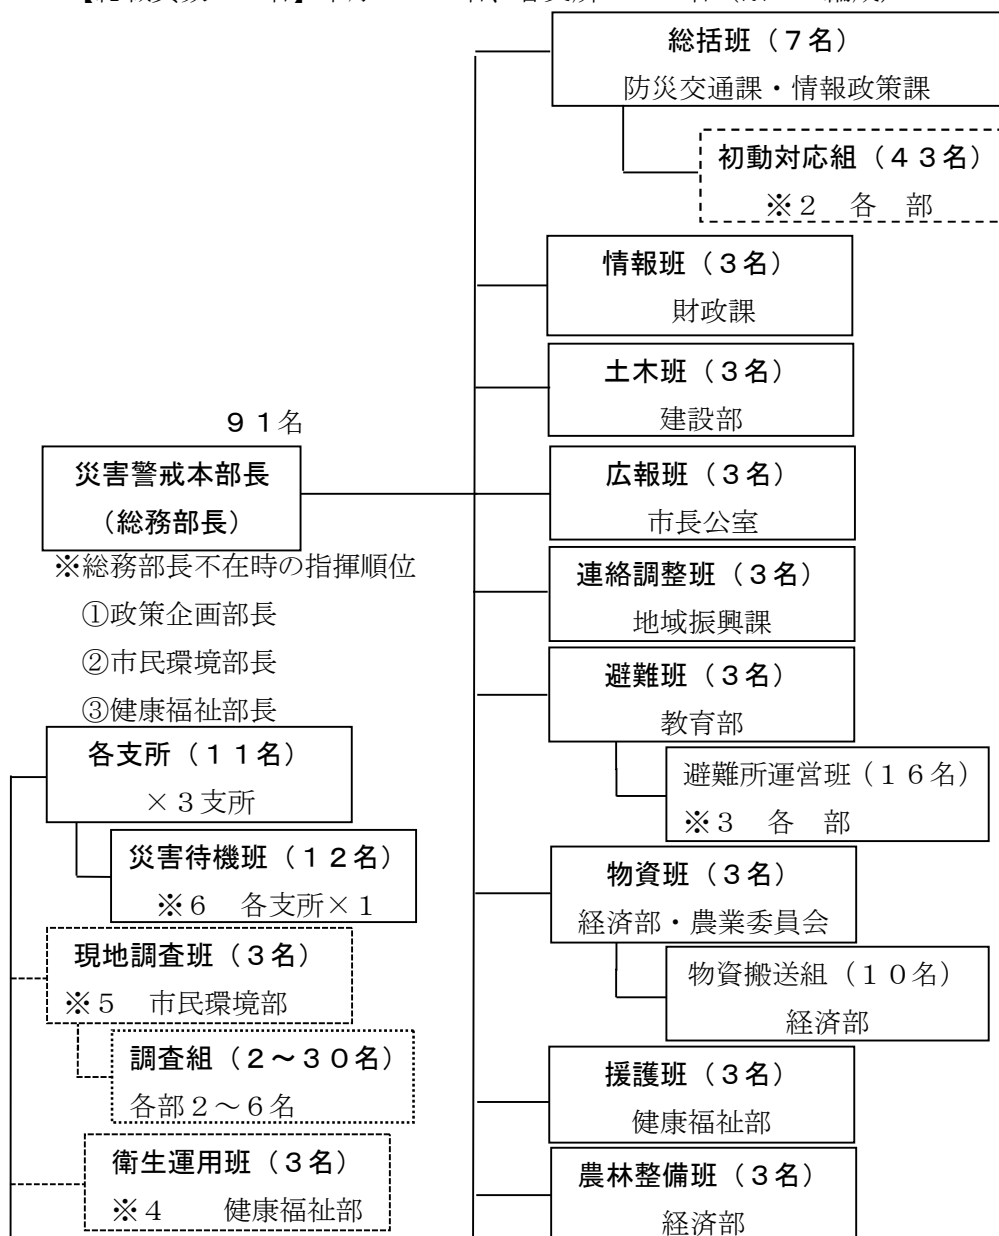 総括班（７名）
防災交通課・情報政策課
初動対応組（４３名）
※２　各　部
情報班（３名）
財政課
土木班（３名）
建設部
９１名
災害警戒本部長
（総務部長）
※総務部長不在時の指揮順位
①政策企画部長
②市民環境部長
③健康福祉部長
広報班（３名）
市長公室
連絡調整班（３名）
地域振興課
避難班（３名）
教育部
避難所運営班（１６名）
※３　各　部
各支所（１１名）
×３支所
災害待機班（１２名）
※６　各支所×１
物資班（３名）
経済部・農業委員会
物資搬送組（１０名）
経済部
現地調査班（３名）
※５　市民環境部
調査組（２～３０名）
各部２～６名
援護班（３名）
健康福祉部
衛生運用班（３名）
※４　　健康福祉部
農林整備班（３名）
経済部